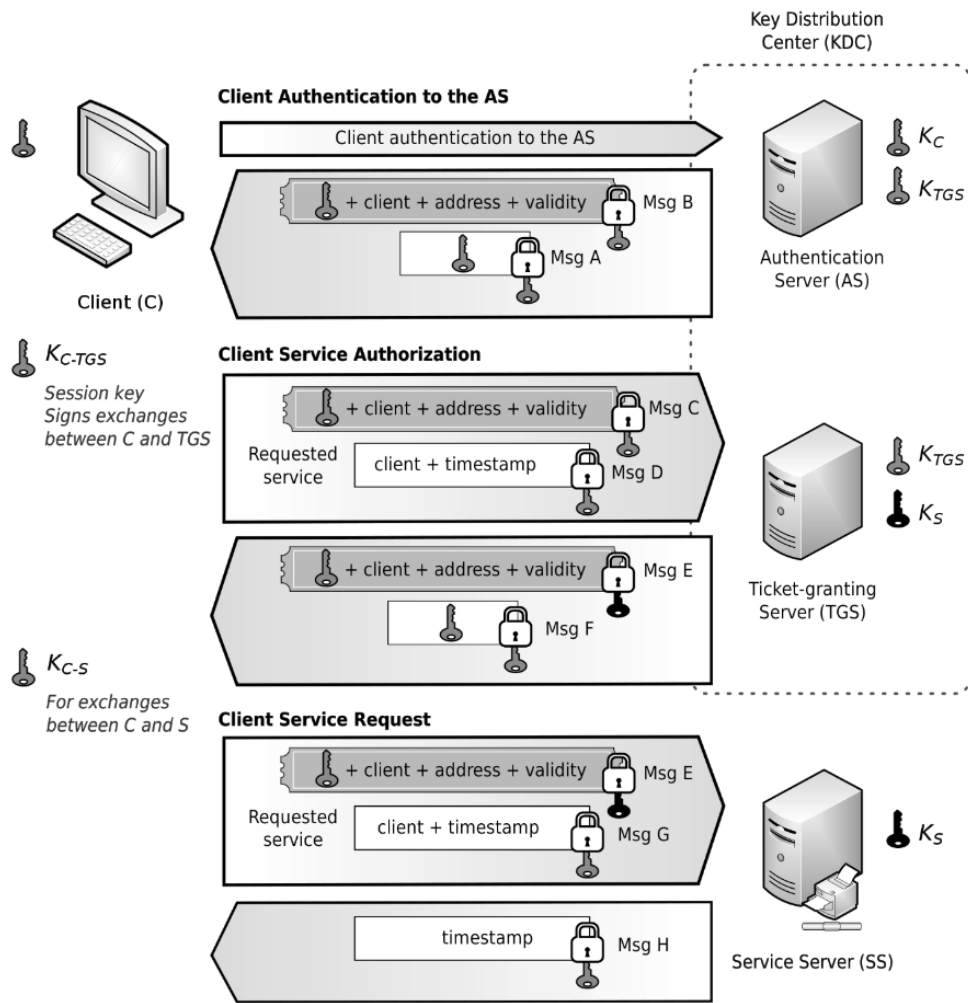 Key Distribution
Center (KDC)
Client Authentication to the AS
Client authentication to the AS
K_C
K_TGS
+ client + address + validity
Msg B
Msg A
Authentication
Server (AS)
Client (C)
K_C-TGS
Session key
Signs exchanges
between C and TGS
Client Service Authorization
+ client + address + validity
Msg C
Requested
service
client + timestamp
Msg D
K_TGS
K_S
+ client + address + validity
Msg E
Msg F
Ticket-granting
Server (TGS)
K_C-S
For exchanges
between C and S
Client Service Request
+ client + address + validity
Msg E
Requested
service
client + timestamp
Msg G
K_S
timestamp
Msg H
Service Server (SS)